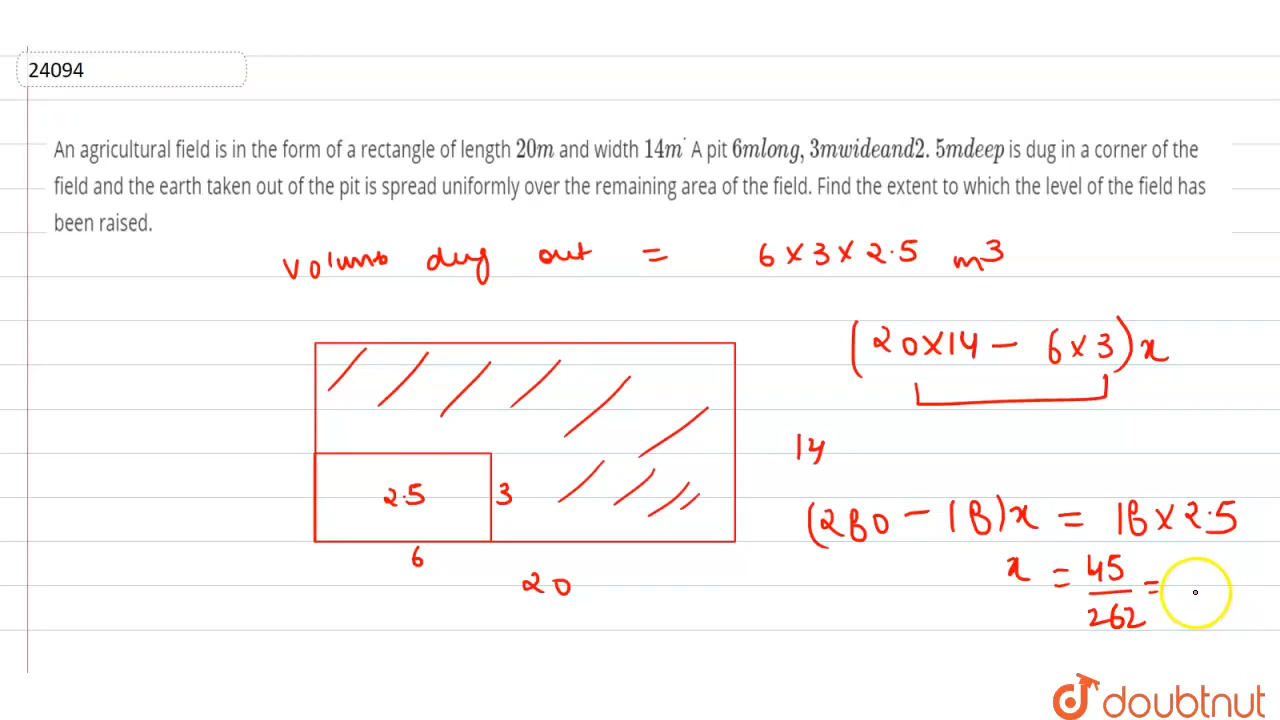 24094
An agricultural field is in the form of a rectangle of length 20m and width 14m˙ A pit 6mlong, 3mwideand2. 5mdeep is dug in a corner of the
field and the earth taken out of the pit is spread uniformly over the remaining area of the field. Find the extent to which the level of the field has
been raised.
volume dug out = 6 × 3 × 2.5 m³
(20×14 - 6×3)x
14
2.5 3
(280 - 18)x = 18 × 2.5
6
20
x = 45/262 =
doubtnut